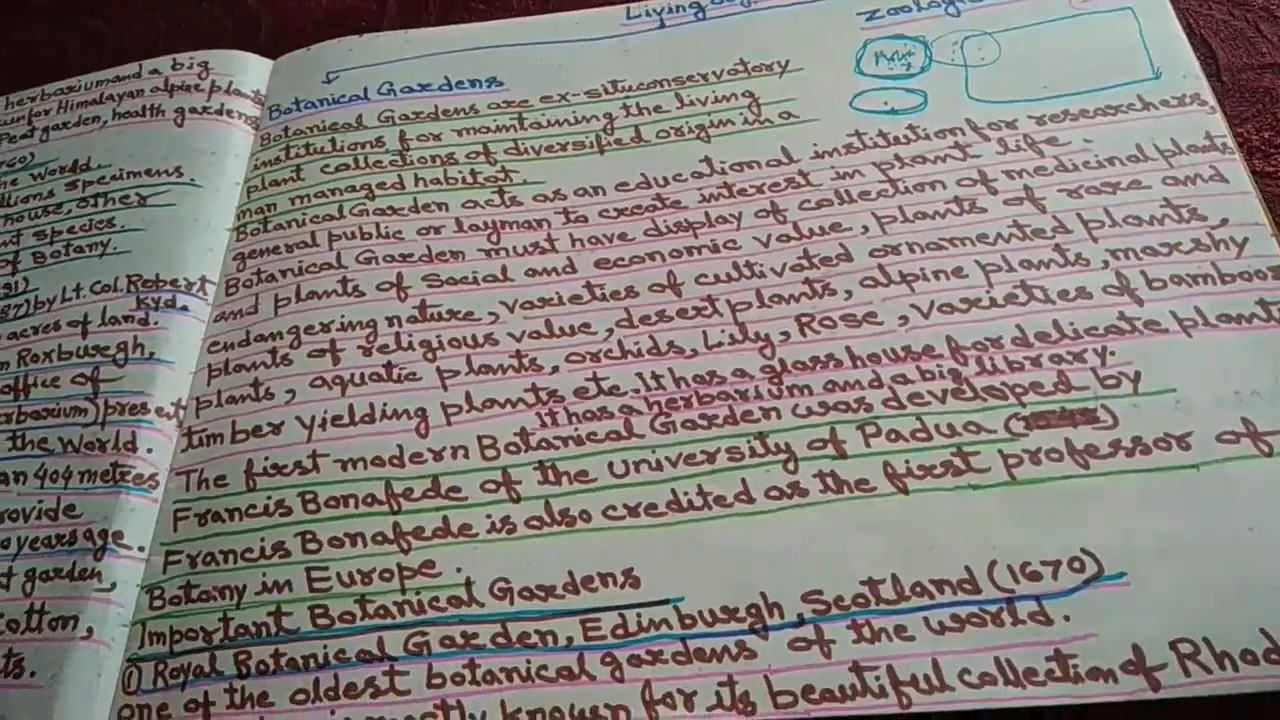 herbarium and a big
for Himalayan alpine plants
Peat garden, health garden
the world.
specimens.
house, other
species.
of Botany.
by Lt. Col. Robert
Kyd.
acres of land.
Roxburgh,
office of
present
the world.
404 metres
years age.
garden,
cotton,
Living
Botanical Gardens
Botanical Gardens are ex-situ conservatory
institutions for maintaining the living
plant collections of diversified origin in a
man managed habitat.
Botanical Garden acts as an educational institution for researchers,
general public or layman to create interest in plant life.
Botanical Garden must have display of collection of medicinal plants
and plants of Social and economic value, plants of rare and
endangering nature, varieties of cultivated ornamented plants,
plants of religious value, desert plants, alpine plants, marshy
plants, aquatic plants, orchids, Lily, Rose, varieties of bamboos
timber yielding plants etc. It has a glass house for delicate plants
It has a herbarium and a big library.
The first modern Botanical Garden was developed by
Francis Bonafede of the University of Padua
Francis Bonafede is also credited as the first professor of
Botany in Europe.
Important Botanical Gardens
① Royal Botanical Garden, Edinburgh, Scotland (1670)
one of the oldest botanical gardens of the world.
known for its beautiful collection of